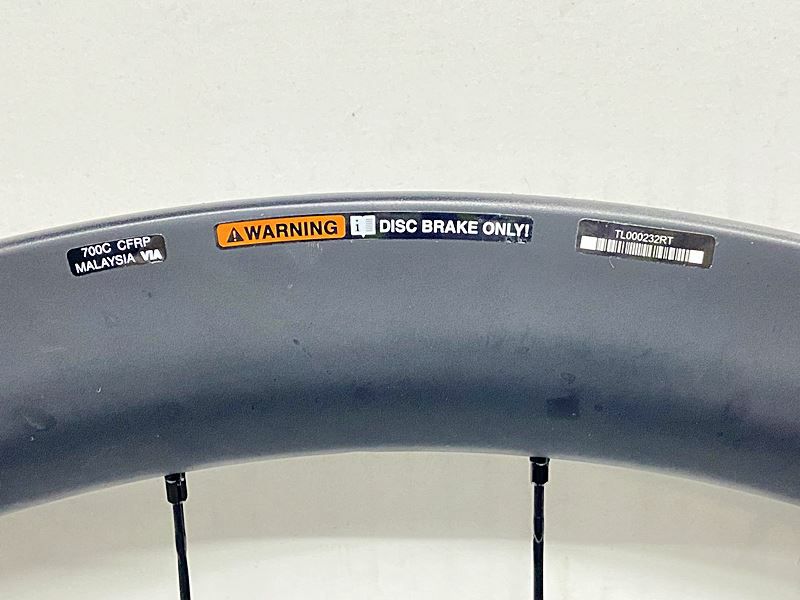 700C CFRP
MALAYSIA VIA
WARNING
DISC BRAKE ONLY!
TL000232RT